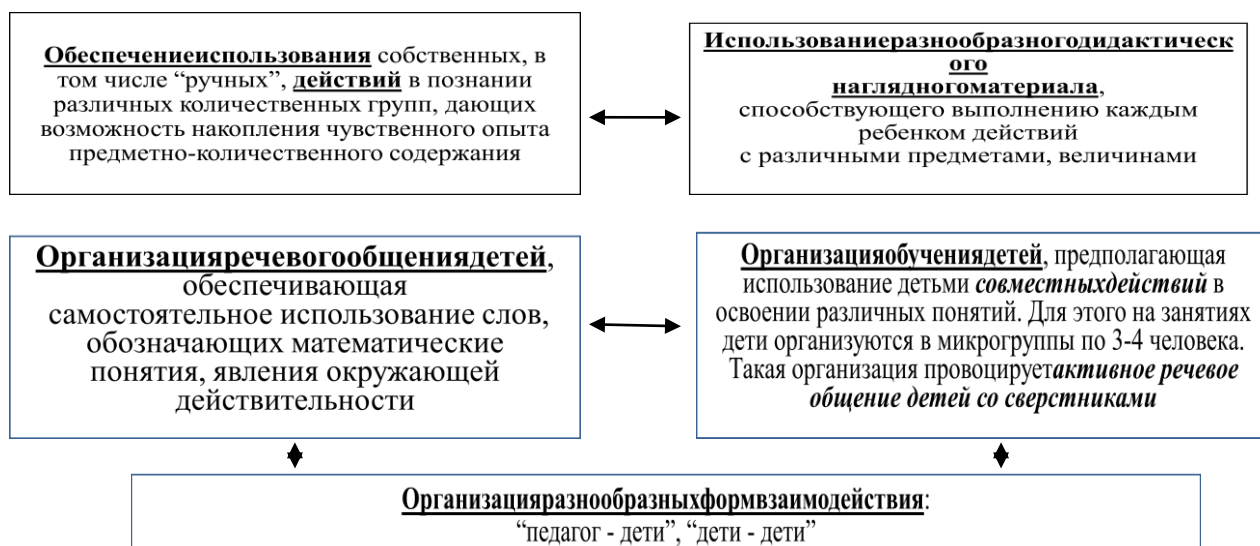 Обеспечениеиспользования собственных, в
том числе “ручных”, действий в познании
различных количественных групп, дающих
возможность накопления чувственного опыта
предметно-количественного содержания
Использованиеразнообразногодидактическ
ого
наглядногоматериала,
способствующего выполнению каждым
ребенком действий
с различными предметами, величинами
Организацияречевогообщениядетей,
обеспечивающая
самостоятельное использование слов,
обозначающих математические
понятия, явления окружающей
действительности
Организацияобучениядетей, предполагающая
использование детьми совместныхдействий в
освоении различных понятий. Для этого на занятиях
дети организуются в микрогруппы по 3-4 человека.
Такая организация провоцируетактивное речевое
общение детей со сверстниками
Организацияразнообразныхформвзаимодействия:
“педагог - дети”, “дети - дети”